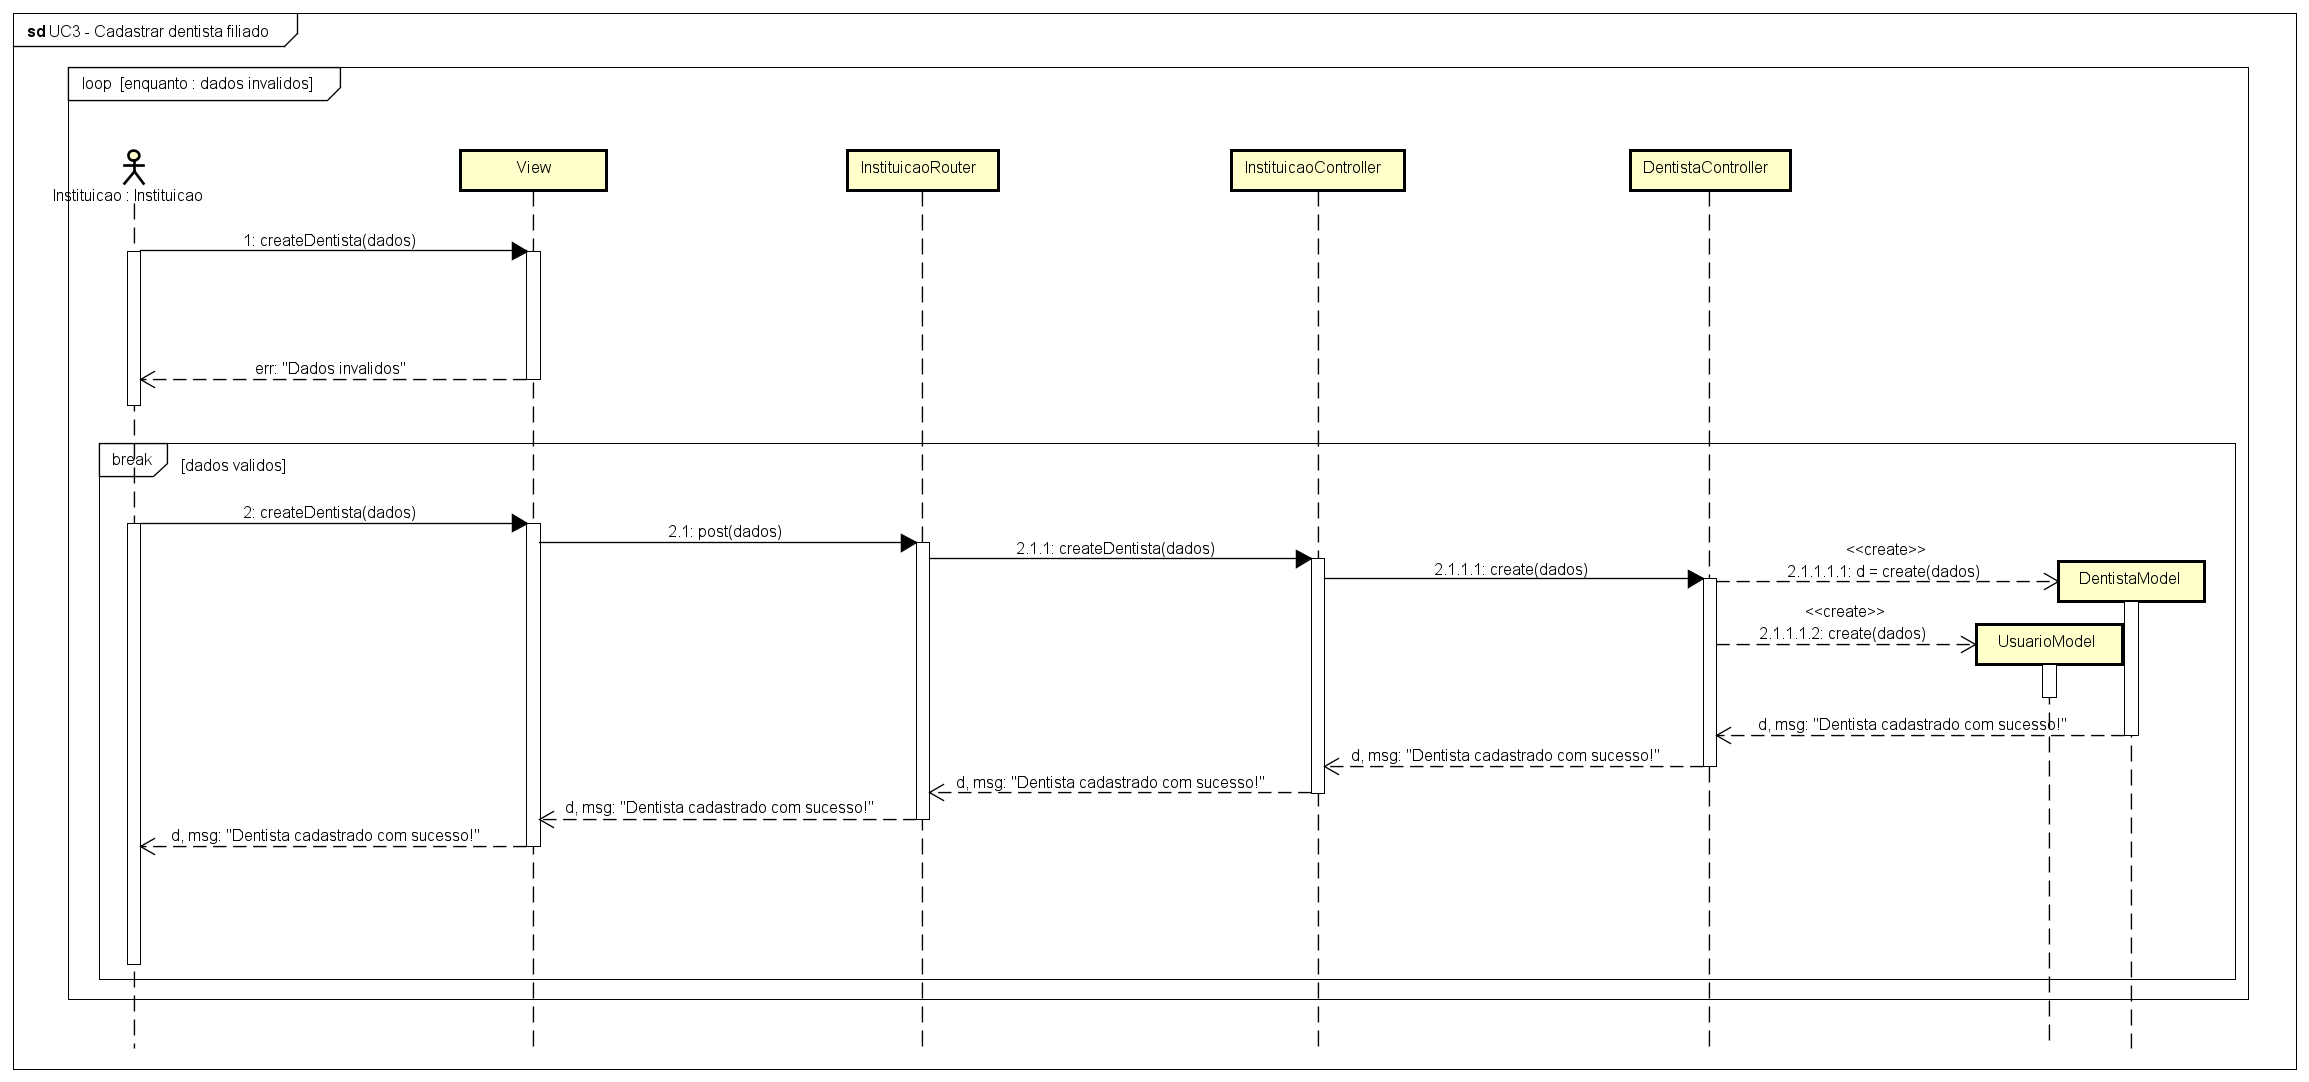 sd UC3 - Cadastrar dentista filiado
loop [enquanto : dados invalidos]
Instituicao : Instituicao
View
InstituicaoRouter
InstituicaoController
DentistaController
1: createDentista(dados)
err: "Dados invalidos"
break
[dados validos]
2: createDentista(dados)
2.1: post(dados)
2.1.1: createDentista(dados)
2.1.1.1: create(dados)
<<create>>
2.1.1.1.1: d = create(dados)
DentistaModel
<<create>>
2.1.1.1.2: create(dados)
UsuarioModel
d, msg: "Dentista cadastrado com sucesso!"
d, msg: "Dentista cadastrado com sucesso!"
d, msg: "Dentista cadastrado com sucesso!"
d, msg: "Dentista cadastrado com sucesso!"
d, msg: "Dentista cadastrado com sucesso!"